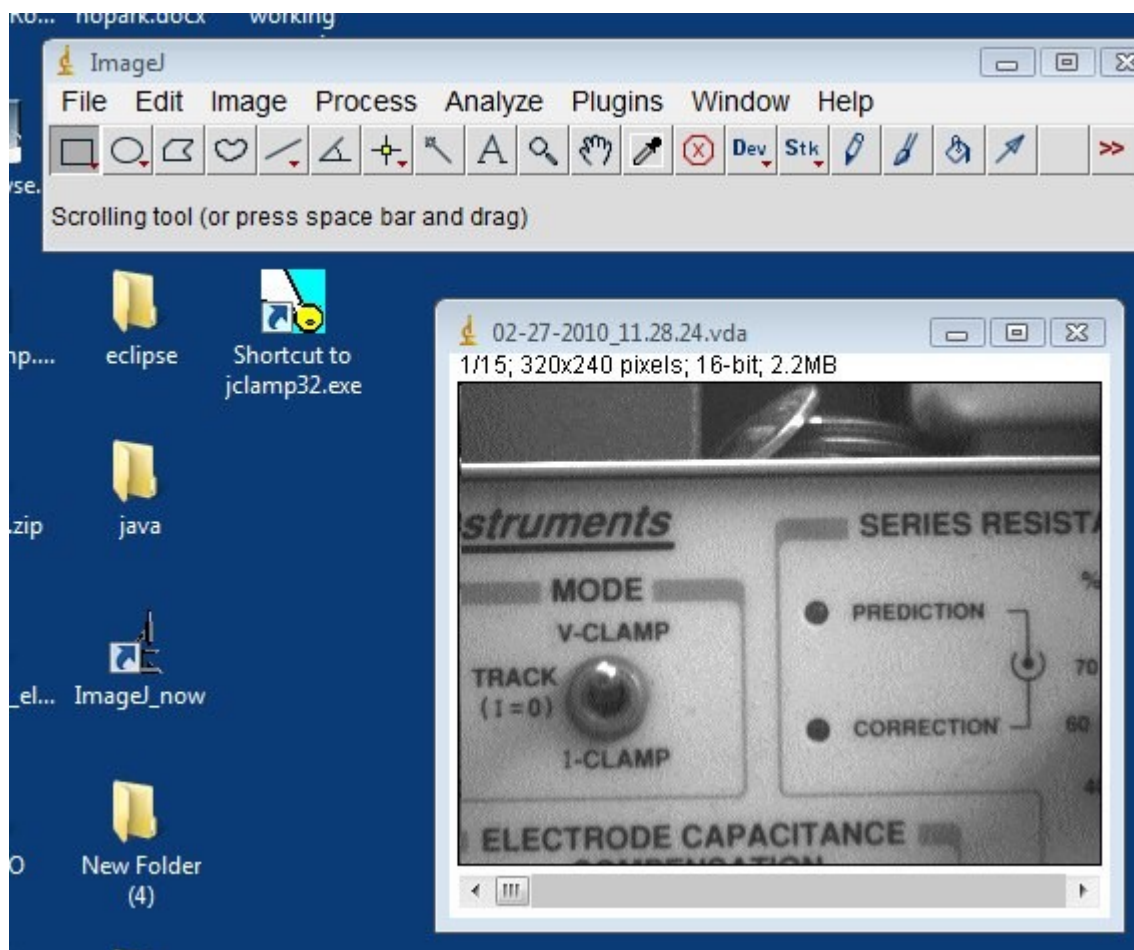 nopark.docx working
ImageJ
File Edit Image Process Analyze Plugins Window Help
A Dev Stk >>
Scrolling tool (or press space bar and drag)
eclipse
Shortcut to
jclamp32.exe
.zip
java
ImageJ_now
New Folder
(4)
02-27-2010_11.28.24.vda
1/15; 320x240 pixels; 16-bit; 2.2MB
struments
SERIES RESISTA
%
MODE
V-CLAMP
TRACK
(I=0)
I-CLAMP
PREDICTION
70
CORRECTION
60
ELECTRODE CAPACITANCE
COMPENSATION